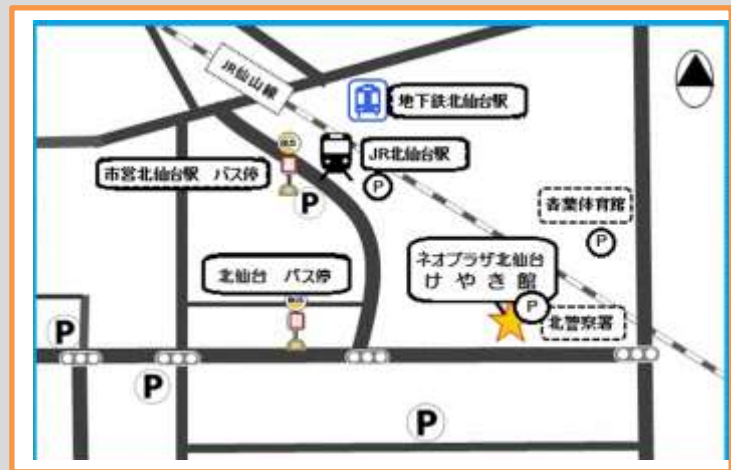 JR仙山線
地下鉄北仙台駅
JR北仙台駅
市営北仙台駅 バス停
P
P
青葉体育館
P
北仙台 バス停
ネオプラザ北仙台
けやき館
P
北警察署
P
P
P